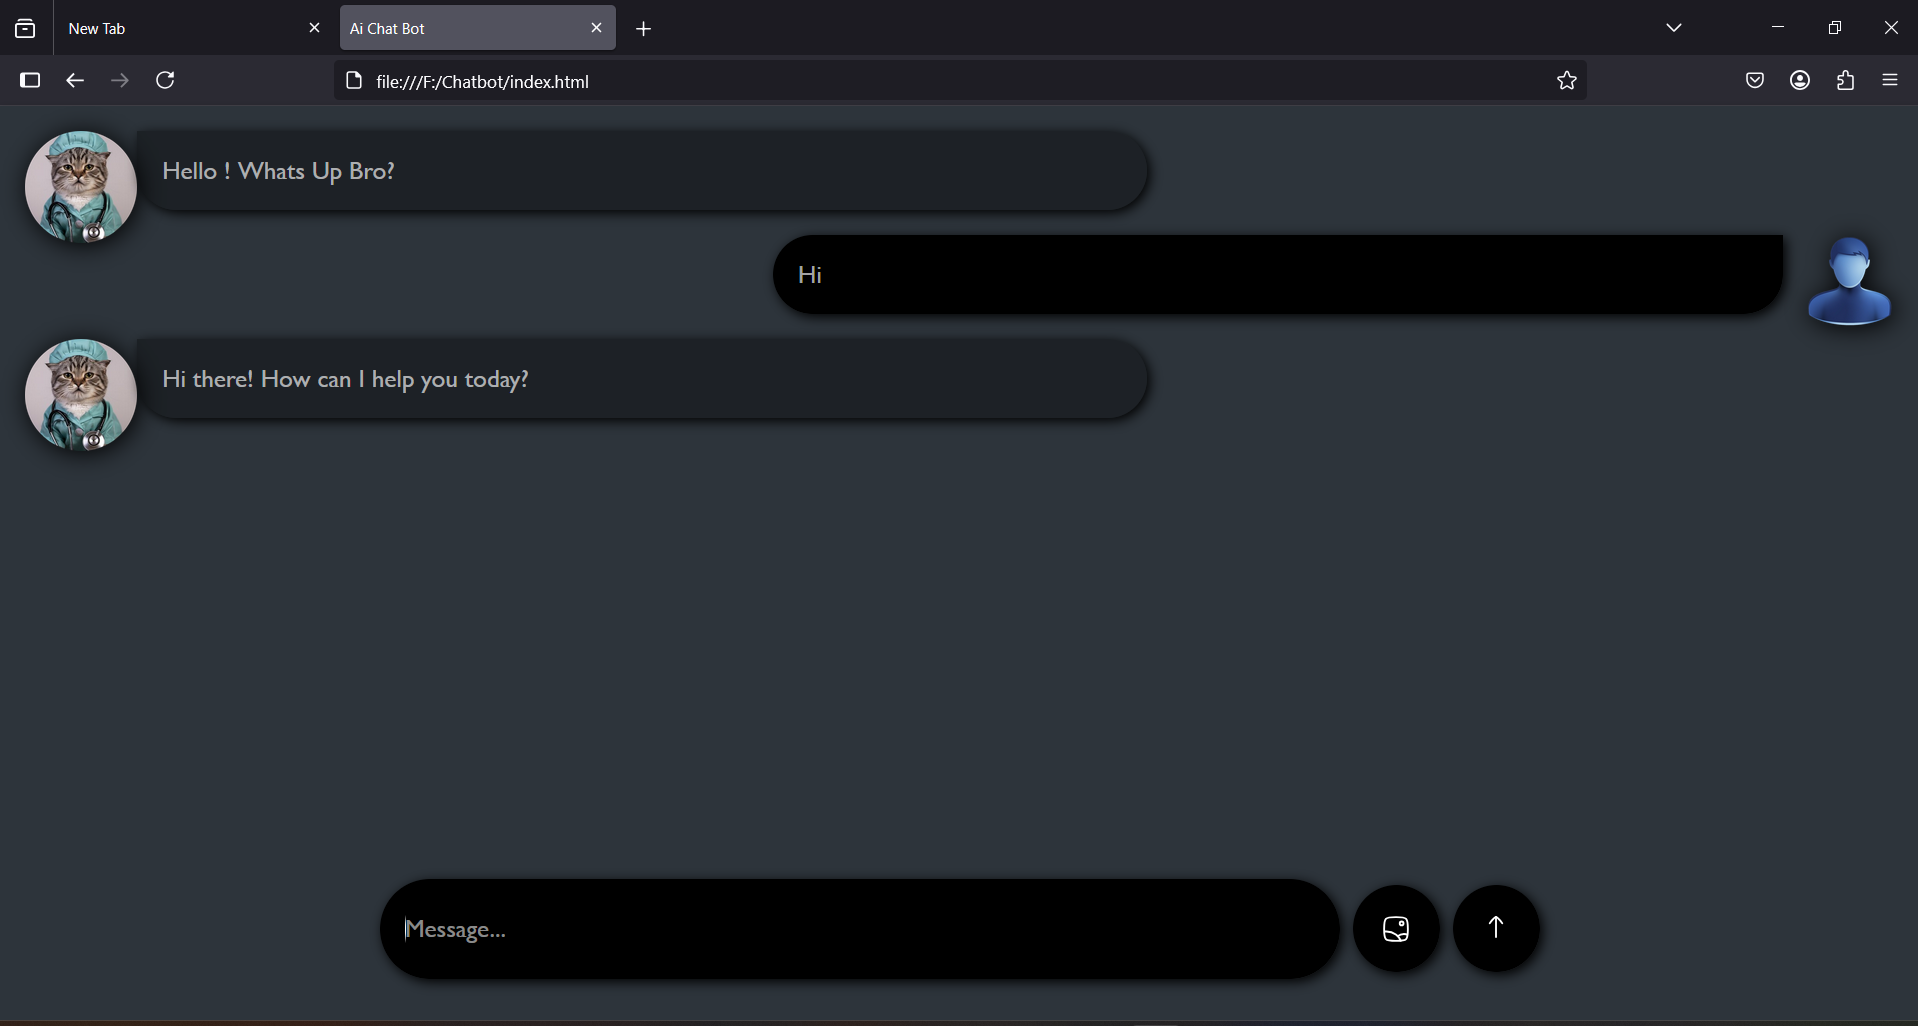 New Tab
Ai Chat Bot
file:///F:/Chatbot/index.html
Hello ! Whats Up Bro?
Hi
Hi there! How can I help you today?
Message...